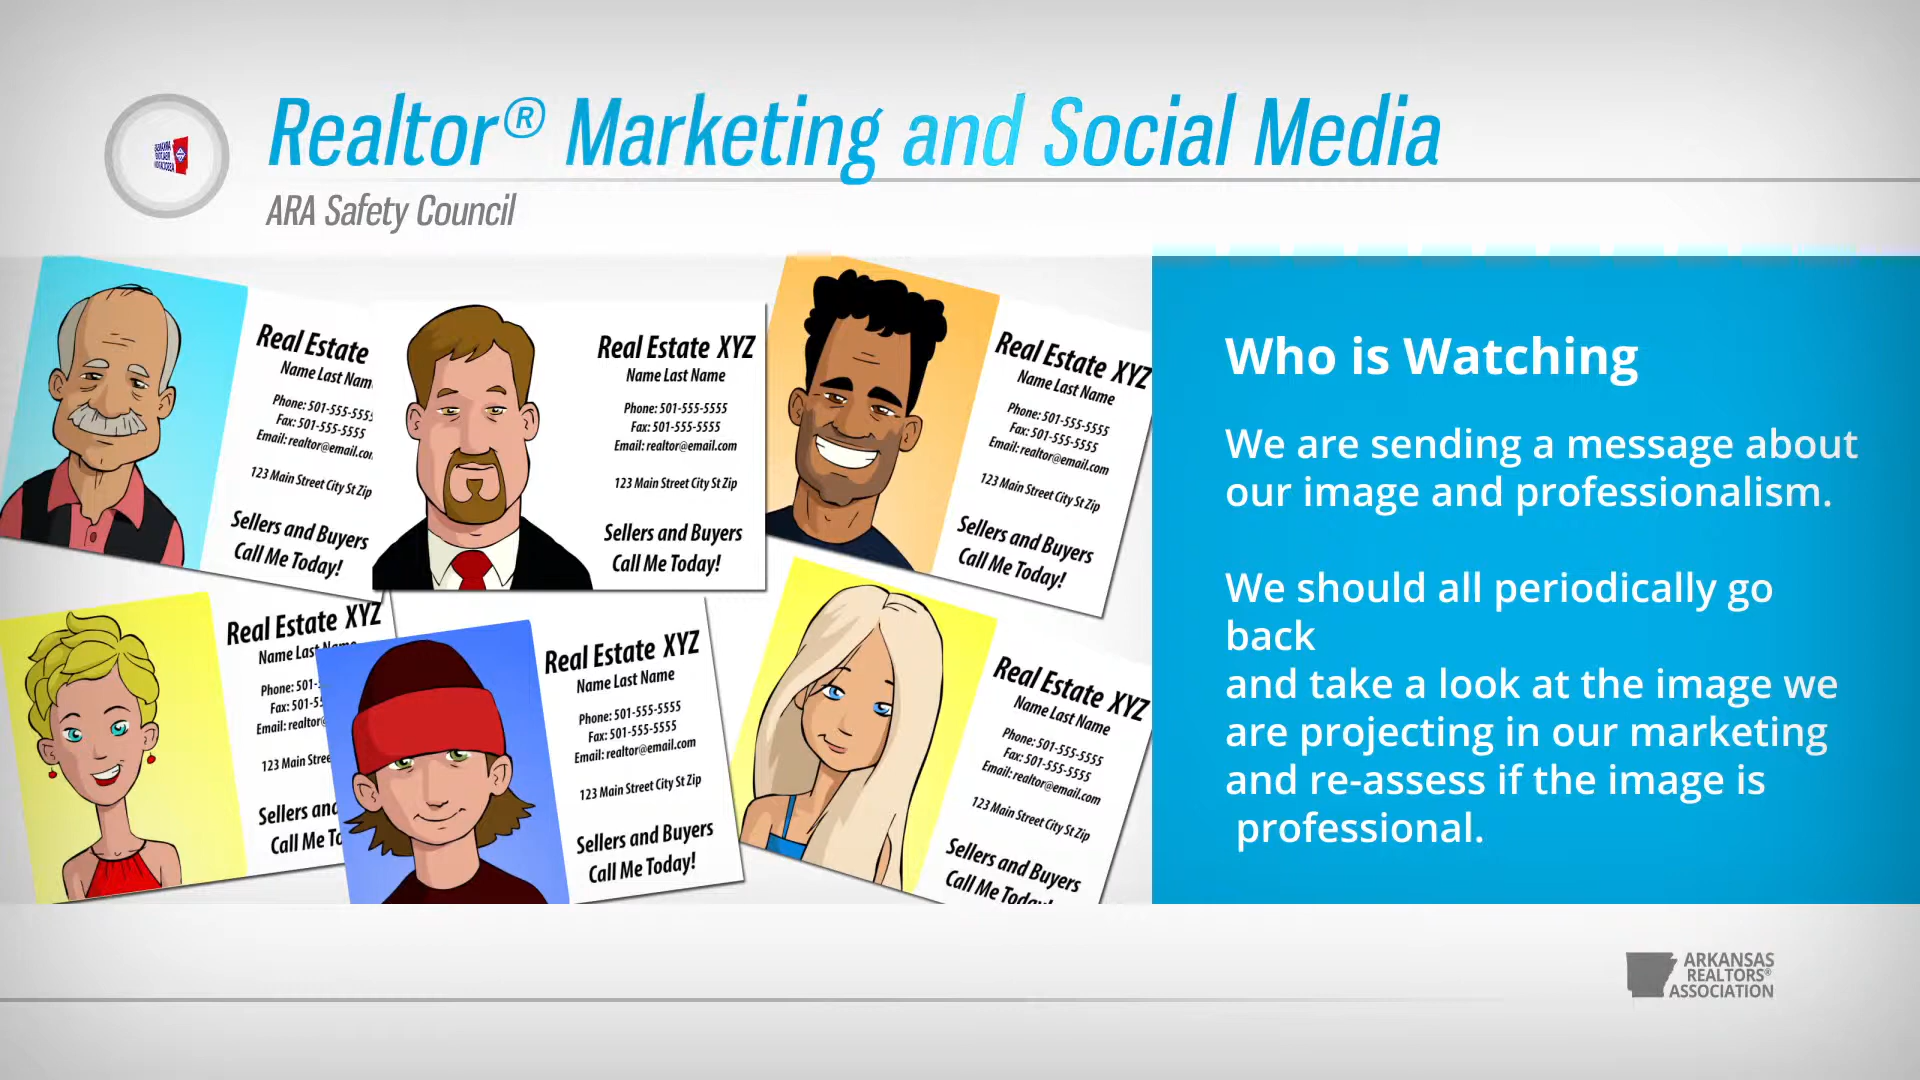 Realtor® Marketing and Social Media
ARA Safety Council
Real Estate
Name Last Nam
Phone: 501-555-5555
Fax: 501-555-5555
Email: realtor@email.com
123 Main Street City St Zip
Sellers and Buyers
Call Me Today!
Real Estate XYZ
Name Last Name
Phone: 501-555-5555
Fax: 501-555-5555
Email: realtor@email.com
123 Main Street City St Zip
Sellers and Buyers
Call Me Today!
Real Estate XYZ
Name Last Name
Phone: 501-555-5555
Fax: 501-555-5555
Email: realtor@email.com
123 Main Street City St Zip
Sellers and Buyers
Call Me Today!
Real Estate XYZ
Name Last Name
Phone: 501-
Fax: 501-5
Email: realtor@
123 Main Stree
Sellers and
Call Me To
Real Estate XYZ
Name Last Name
Phone: 501-555-5555
Fax: 501-555-5555
Email: realtor@email.com
123 Main Street City St Zip
Sellers and Buyers
Call Me Today!
Real Estate XYZ
Name Last Name
Phone: 501-555-5555
Fax: 501-555-5555
Email: realtor@email.com
123 Main Street City St Zip
Sellers and Buyers
Call Me Today!
Who is Watching
We are sending a message about
our image and professionalism.
We should all periodically go
back
and take a look at the image we
are projecting in our marketing
and re-assess if the image is
professional.
ARKANSAS
REALTORS®
ASSOCIATION